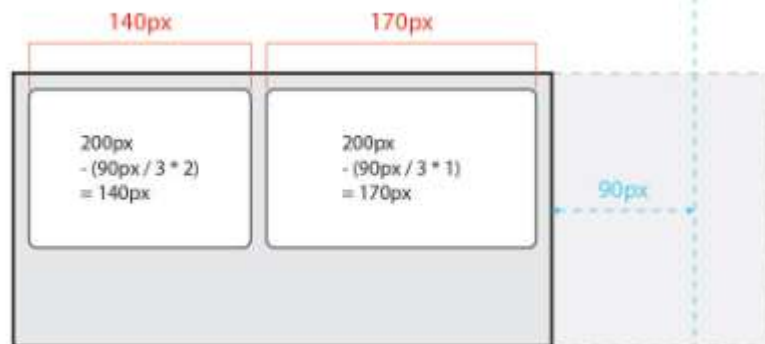 140px
170px
200px
- (90px / 3 * 2)
= 140px
200px
- (90px / 3 * 1)
= 170px
90px